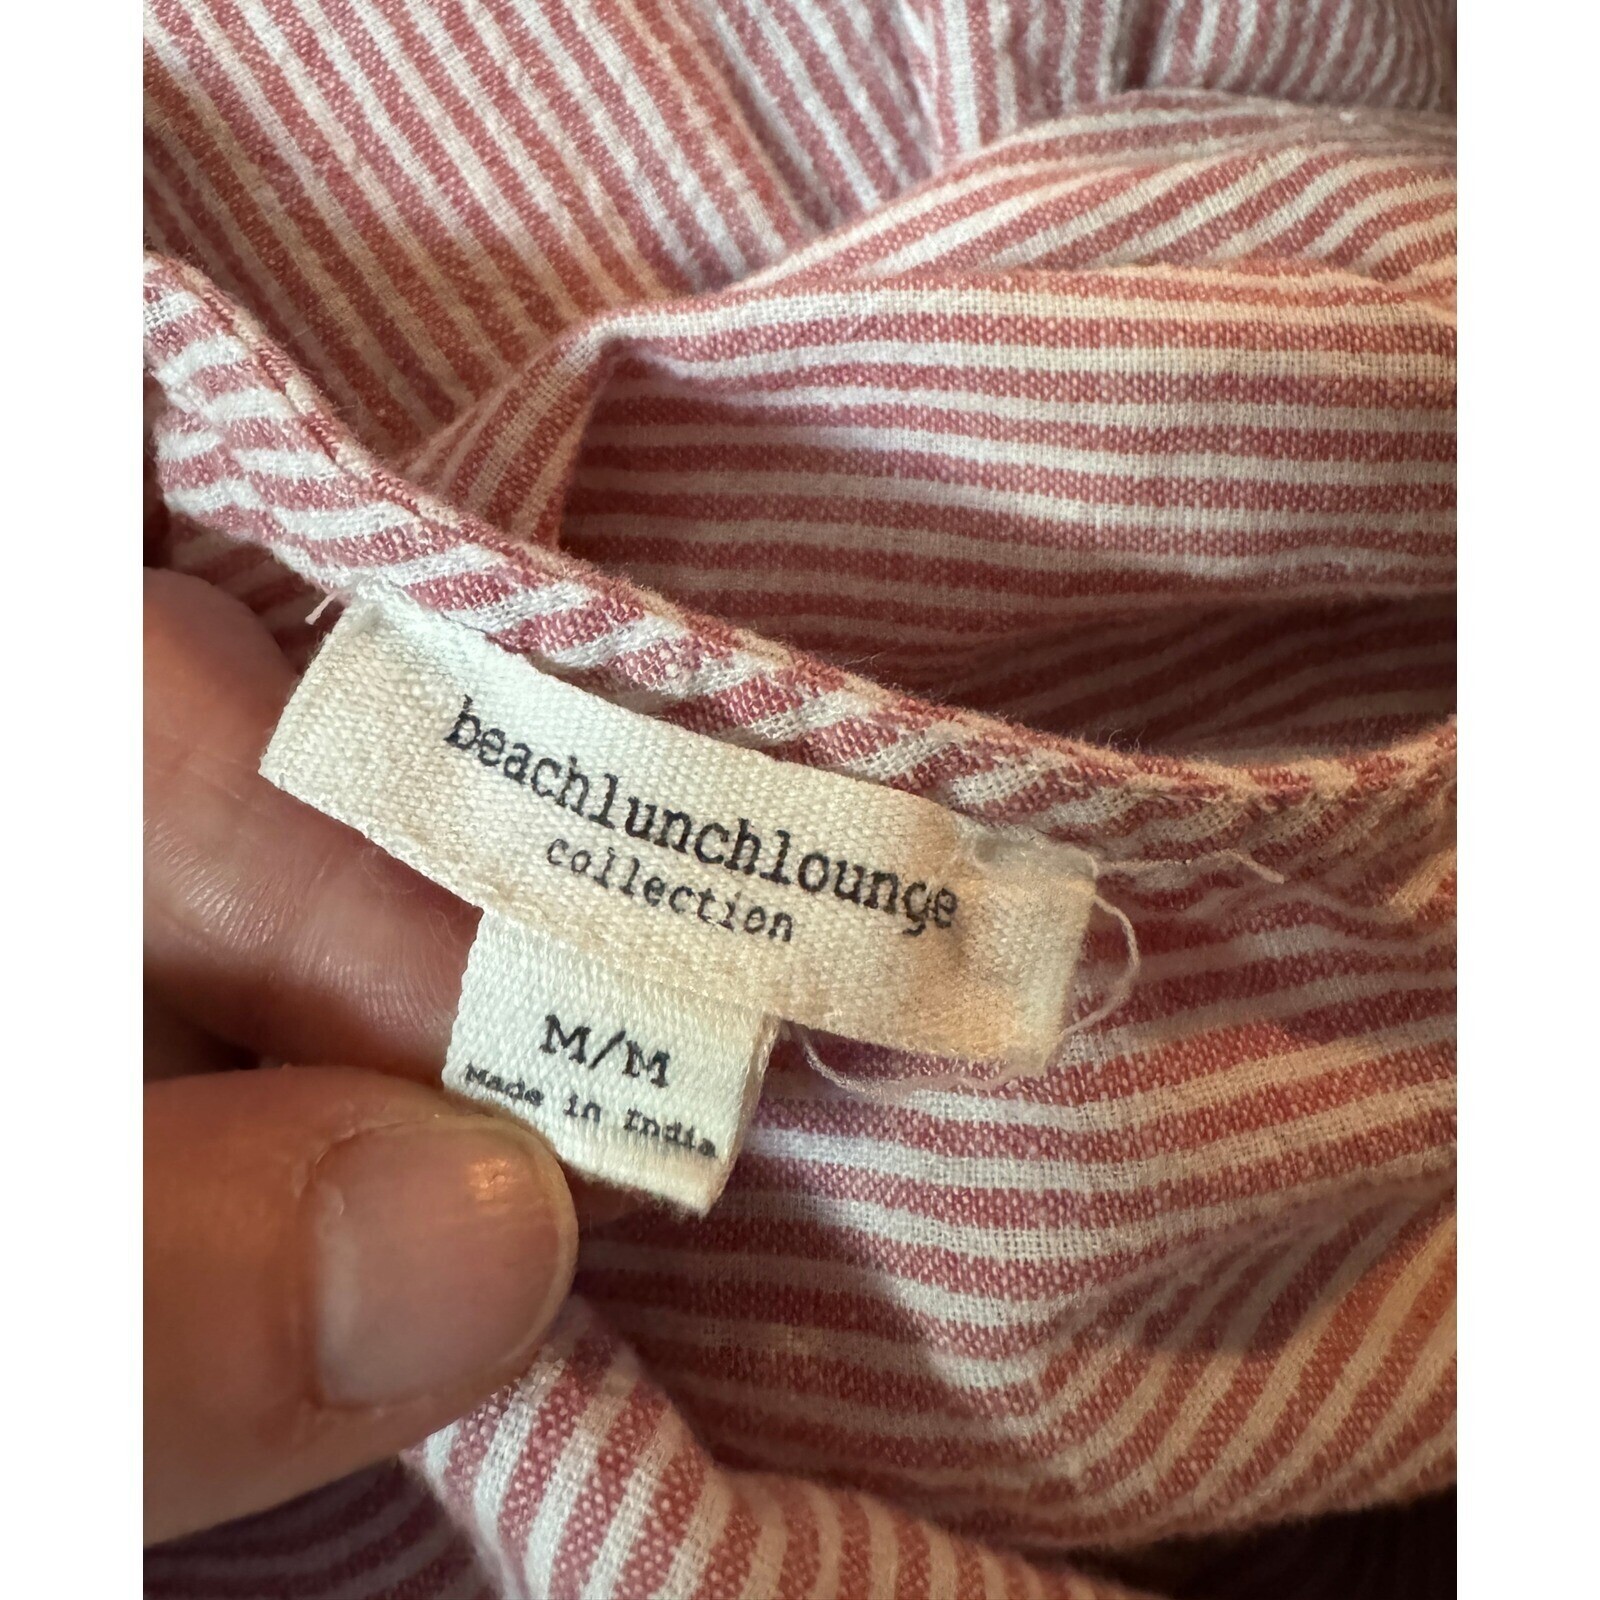 beachlunchlounge
collection
M/M
Made in India